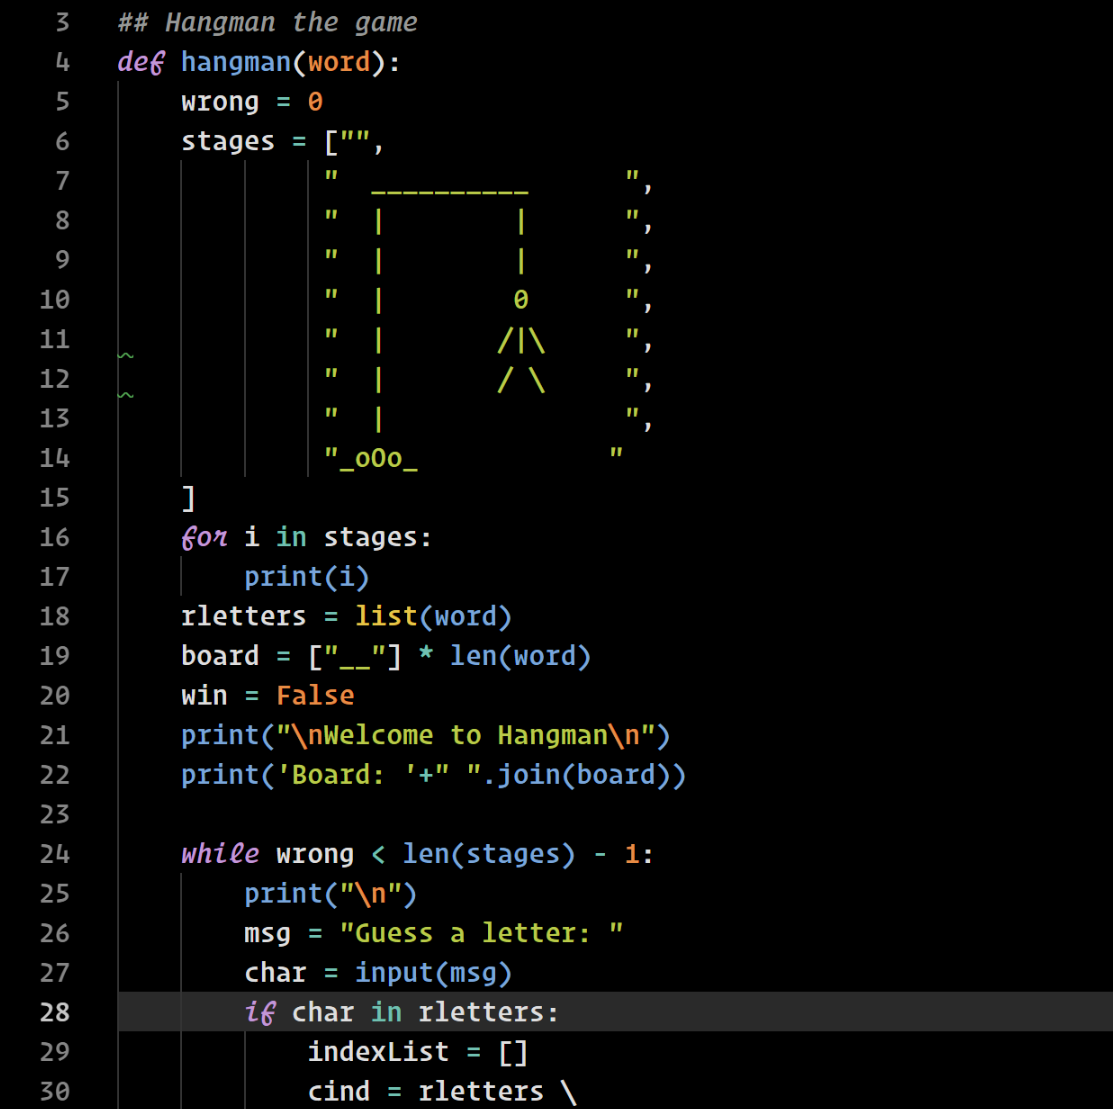 3 ## Hangman the game
4 def hangman(word):
5     wrong = 0
6     stages = ["",
7              "  __________      ",
8              "  |        |      ",
9              "  |        |      ",
10              "  |        0      ",
11              "  |       /|\     ",
12              "  |       / \     ",
13              "  |               ",
14              "_oOo_            "
15     ]
16     for i in stages:
17         print(i)
18     rletters = list(word)
19     board = ["__"] * len(word)
20     win = False
21     print("\nWelcome to Hangman\n")
22     print('Board: '+" ".join(board))
23
24     while wrong < len(stages) - 1:
25         print("\n")
26         msg = "Guess a letter: "
27         char = input(msg)
28         if char in rletters:
29             indexList = []
30             cind = rletters \